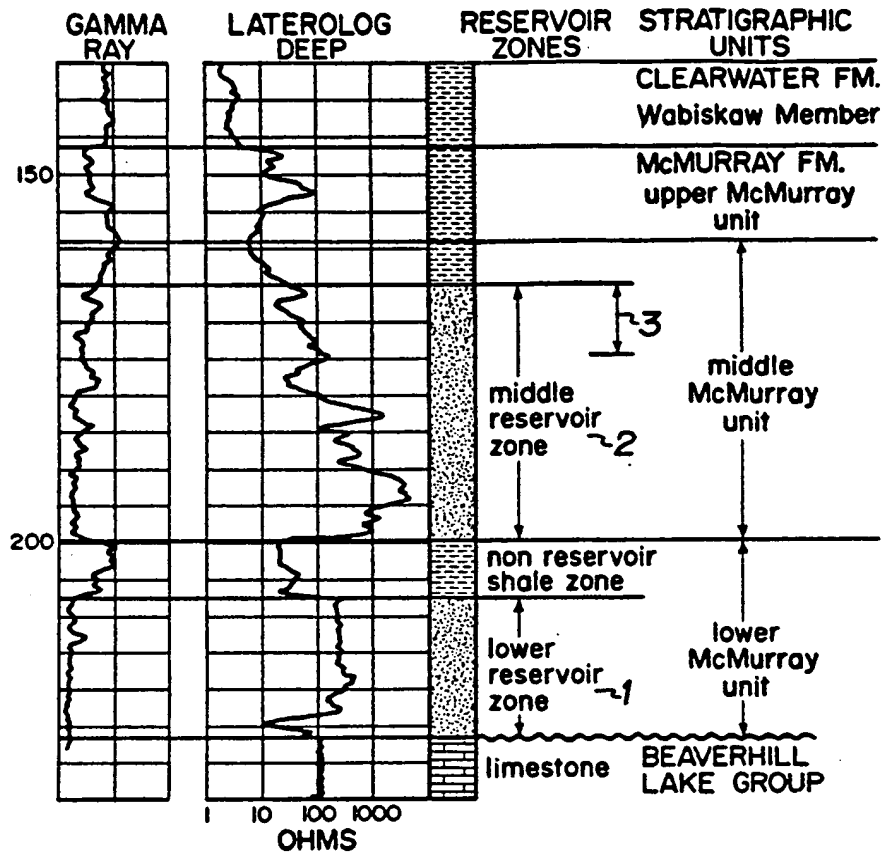 GAMMA
RAY
LATEROLOG
DEEP
RESERVOIR
ZONES
STRATIGRAPHIC
UNITS
CLEARWATER FM.
Wabiskaw Member
150
McMURRAY FM.
upper McMurray
unit
3
middle
reservoir
zone
2
middle
McMurray
unit
200
non reservoir
shale zone
lower
reservoir
zone
1
lower
McMurray
unit
limestone
BEAVERHILL
LAKE GROUP
1 10 100 1000
OHMS